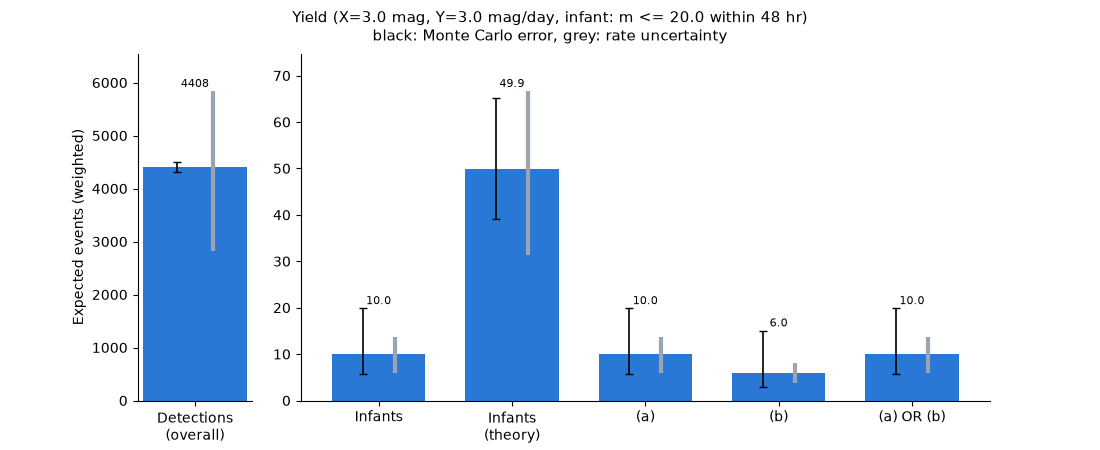 Yield (X=3.0 mag, Y=3.0 mag/day, infant: m <= 20.0 within 48 hr)
black: Monte Carlo error, grey: rate uncertainty
Expected events (weighted)
6000
5000
4000
3000
2000
1000
0
4408
Detections
(overall)
70
60
50
40
30
20
10
0
10.0
49.9
10.0
6.0
10.0
Infants
Infants
(theory)
(a)
(b)
(a) OR (b)